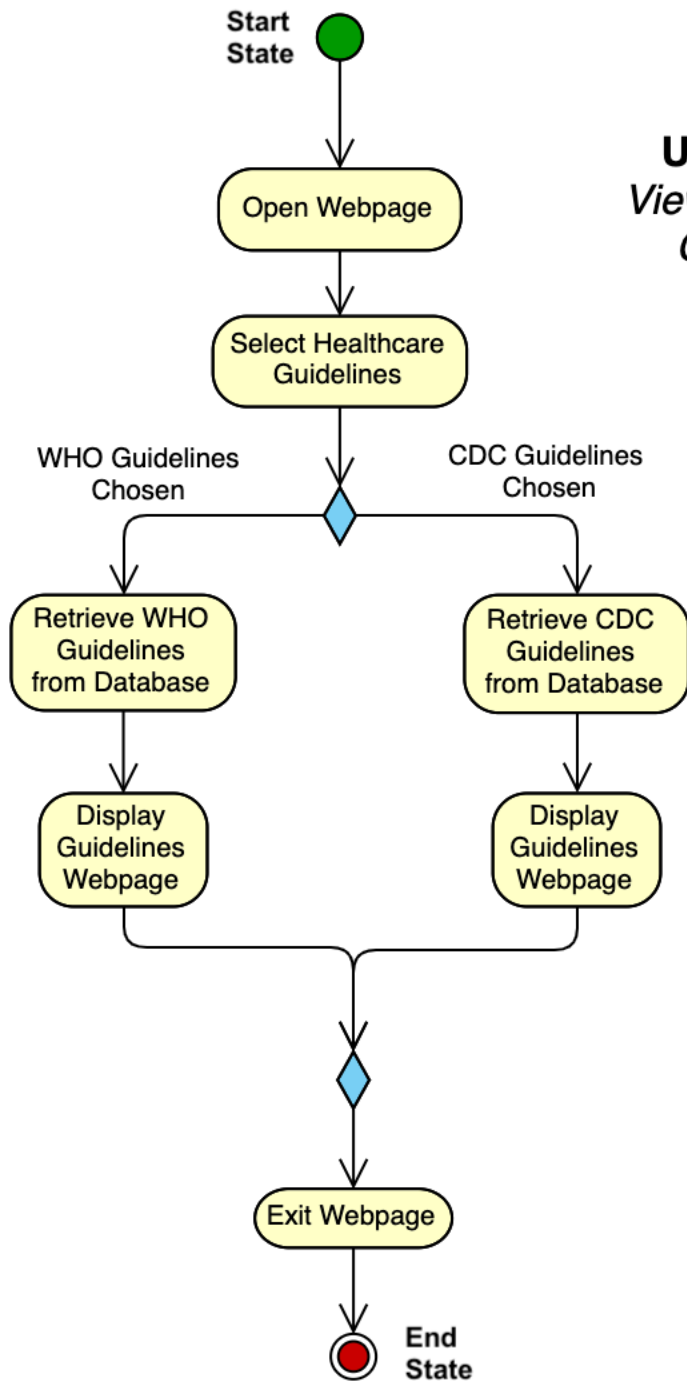 Start
State
Open Webpage
Select Healthcare
Guidelines
WHO Guidelines
Chosen
CDC Guidelines
Chosen
Retrieve WHO
Guidelines
from Database
Retrieve CDC
Guidelines
from Database
Display
Guidelines
Webpage
Display
Guidelines
Webpage
Exit Webpage
End
State